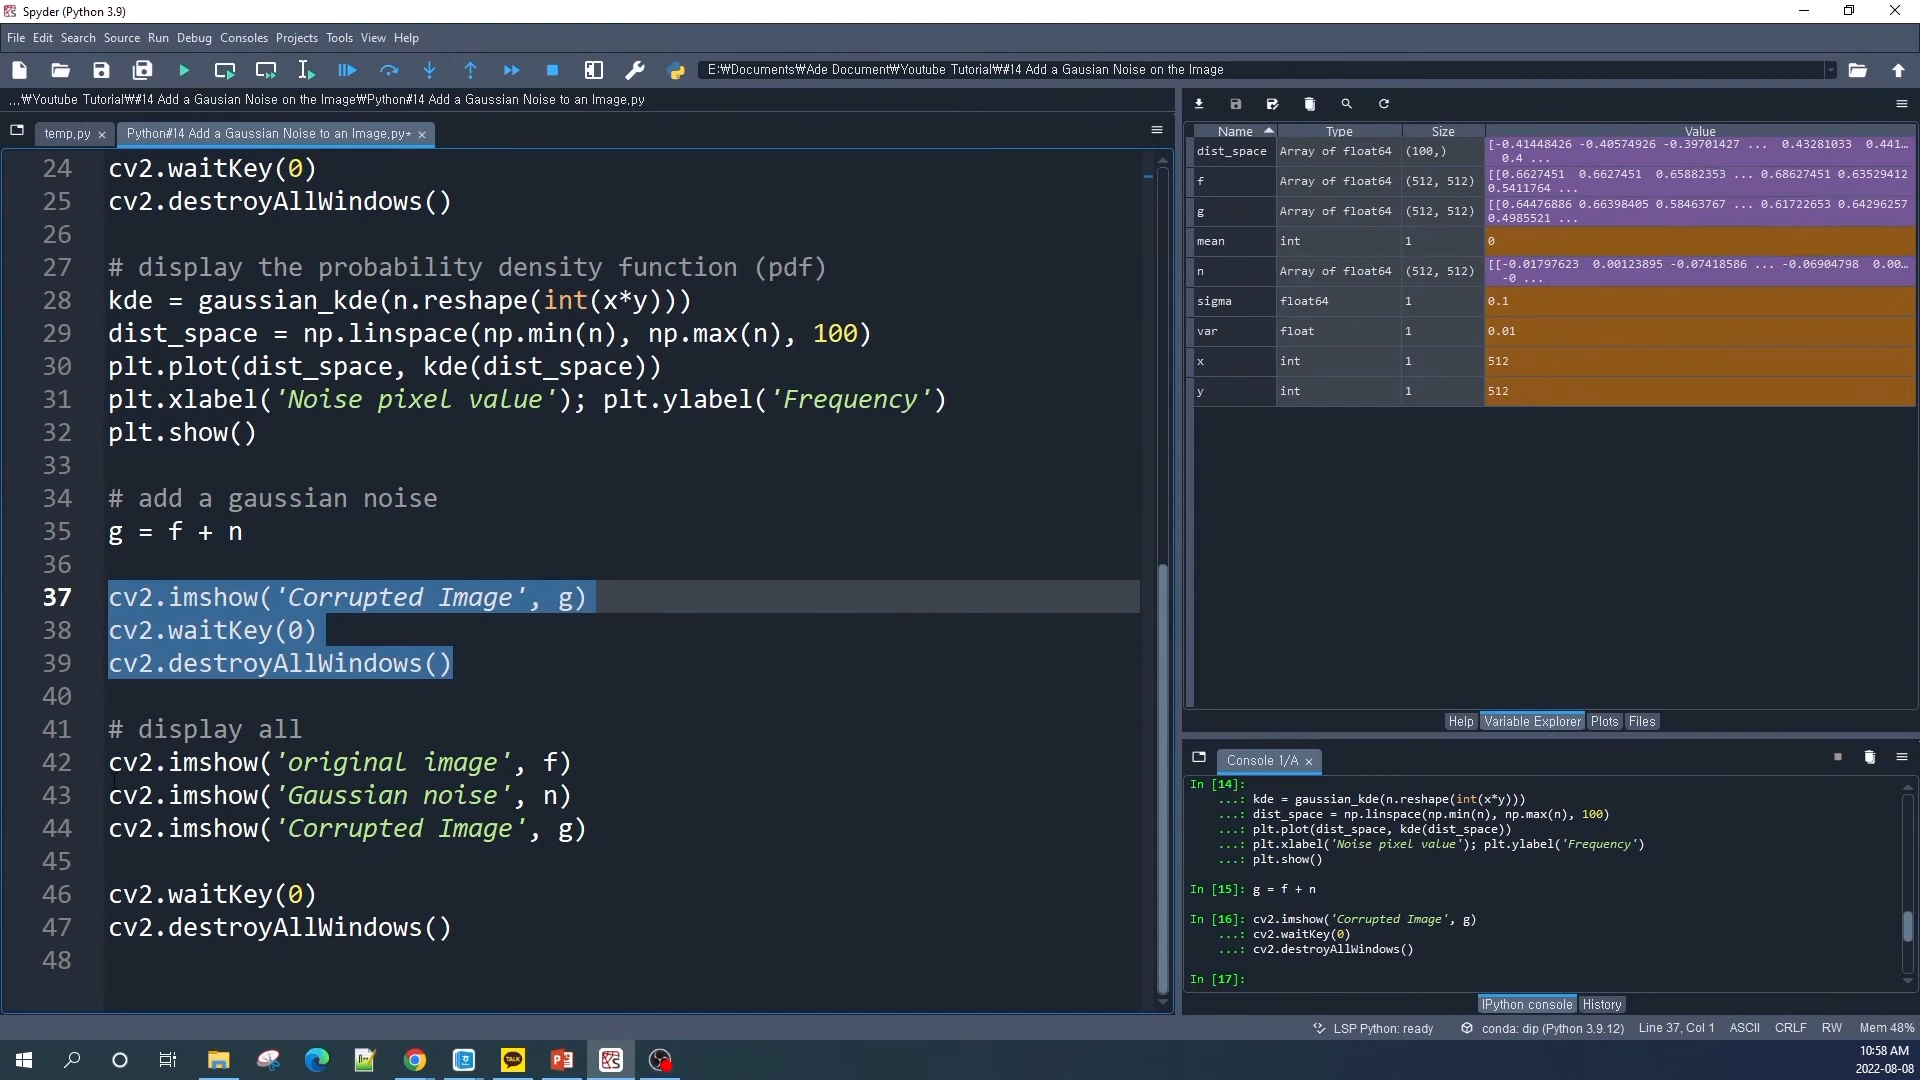 Spyder (Python 3.9)
File Edit Search Source Run Debug Consoles Projects Tools View Help
E:₩Documents₩Ade Document₩Youtube Tutorial₩#14 Add a Gausian Noise on the Image
...₩Youtube Tutorial₩#14 Add a Gausian Noise on the Image₩Python#14 Add a Gaussian Noise to an Image.py
temp.py
Python#14 Add a Gaussian Noise to an Image.py*
24 cv2.waitKey(0)
25 cv2.destroyAllWindows()
26
27 # display the probability density function (pdf)
28 kde = gaussian_kde(n.reshape(int(x*y)))
29 dist_space = np.linspace(np.min(n), np.max(n), 100)
30 plt.plot(dist_space, kde(dist_space))
31 plt.xlabel('Noise pixel value'); plt.ylabel('Frequency')
32 plt.show()
33
34 # add a gaussian noise
35 g = f + n
36
37 cv2.imshow('Corrupted Image', g)
38 cv2.waitKey(0)
39 cv2.destroyAllWindows()
40
41 # display all
42 cv2.imshow('original image', f)
43 cv2.imshow('Gaussian noise', n)
44 cv2.imshow('Corrupted Image', g)
45
46 cv2.waitKey(0)
47 cv2.destroyAllWindows()
48
Name Type Size Value
dist_space Array of float64 (100,) [-0.41448426 -0.40574926 -0.39701427 ... 0.43281033 0.441…
0.4 ...
f Array of float64 (512, 512) [[0.6627451 0.6627451 0.65882353 ... 0.68627451 0.63529412
0.5411764 ...
g Array of float64 (512, 512) [[0.64476886 0.66398405 0.58463767 ... 0.61722653 0.64296257
0.4985521 ...
mean int 1 0
n Array of float64 (512, 512) [[-0.01797623 0.00123895 -0.07418586 ... -0.06904798 0.00…
-0 ...
sigma float64 1 0.1
var float 1 0.01
x int 1 512
y int 1 512
Help Variable Explorer Plots Files
Console 1/A
In [14]:
...: kde = gaussian_kde(n.reshape(int(x*y)))
...: dist_space = np.linspace(np.min(n), np.max(n), 100)
...: plt.plot(dist_space, kde(dist_space))
...: plt.xlabel('Noise pixel value'); plt.ylabel('Frequency')
...: plt.show()
In [15]: g = f + n
In [16]: cv2.imshow('Corrupted Image', g)
...: cv2.waitKey(0)
...: cv2.destroyAllWindows()
In [17]:
IPython console History
LSP Python: ready conda: dip (Python 3.9.12) Line 37, Col 1 ASCII CRLF RW Mem 48%
TALK
10:58 AM
2022-08-08